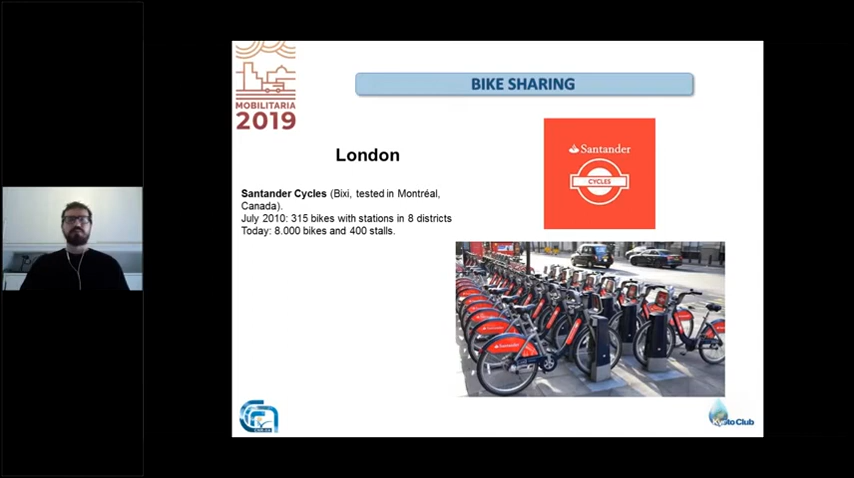 MOBILITARIA
2019
BIKE SHARING
London
Santander
CYCLES
Santander Cycles (Bixi, tested in Montréal,
Canada).
July 2010: 315 bikes with stations in 8 districts
Today: 8.000 bikes and 400 stalls.
Santander
Kyoto Club